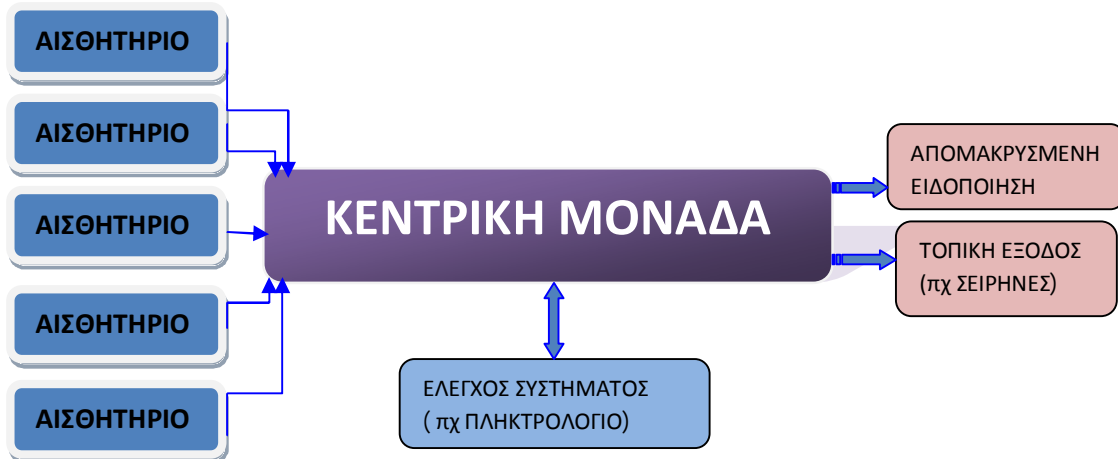 ΑΙΣΘΗΤΗΡΙΟ
ΑΙΣΘΗΤΗΡΙΟ
ΑΙΣΘΗΤΗΡΙΟ
ΑΙΣΘΗΤΗΡΙΟ
ΑΙΣΘΗΤΗΡΙΟ
ΚΕΝΤΡΙΚΗ ΜΟΝΑΔΑ
ΑΠΟΜΑΚΡΥΣΜΕΝΗ
ΕΙΔΟΠΟΙΗΣΗ
ΤΟΠΙΚΗ ΕΞΟΔΟΣ
(πχ ΣΕΙΡΗΝΕΣ)
ΕΛΕΓΧΟΣ ΣΥΣΤΗΜΑΤΟΣ
( πχ ΠΛΗΚΤΡΟΛΟΓΙΟ)